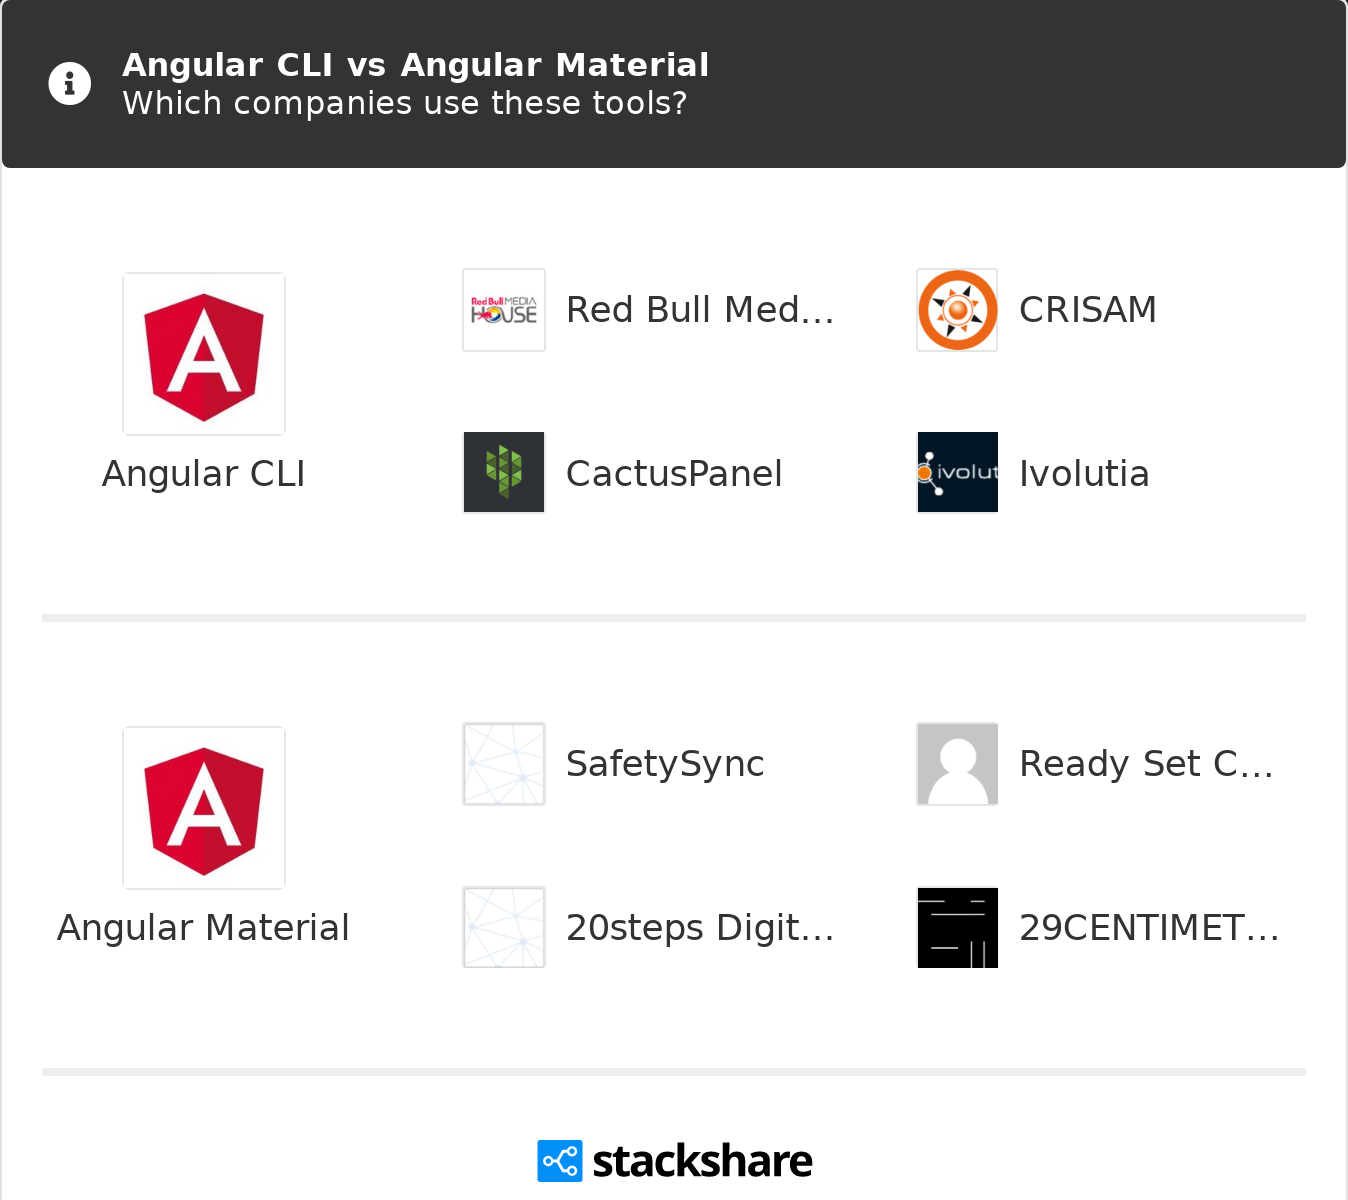 Angular CLI vs Angular Material
Which companies use these tools?
Red Bull MEDIA
HOUSE
Red Bull Med...
CRISAM
Angular CLI
CactusPanel
ivolut
Ivolutia
SafetySync
Ready Set C...
Angular Material
20steps Digit...
29CENTIMET...
stackshare